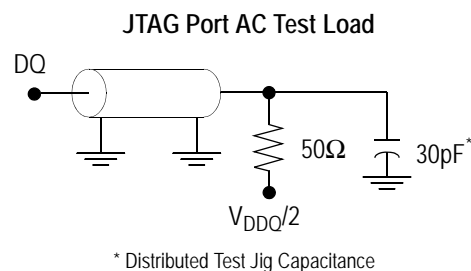 JTAG Port AC Test Load
DQ
50Ω
30pF*
VDDQ/2
* Distributed Test Jig Capacitance